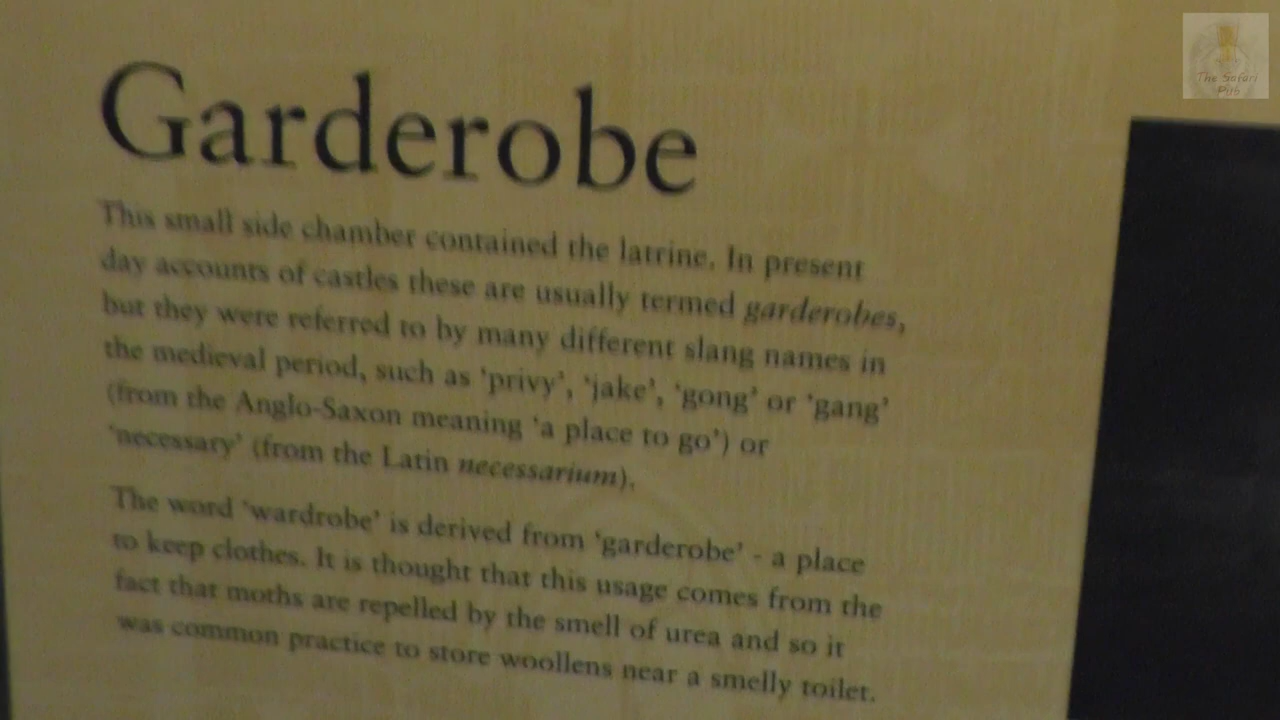 The Safari
Pith
Garderobe
This small side chamber contained the latrine. In present
day accounts of castles these are usually termed garderobes,
but they were referred to by many different slang names in
the medieval period, such as 'privy', 'jake', 'gong' or 'gang'
(from the Anglo-Saxon meaning 'a place to go') or
'necessary' (from the Latin necessarium).
The word 'wardrobe' is derived from 'garderobe' - a place
to keep clothes. It is thought that this usage comes from the
fact that moths are repelled by the smell of urea and so it
was common practice to store woollens near a smelly toilet.